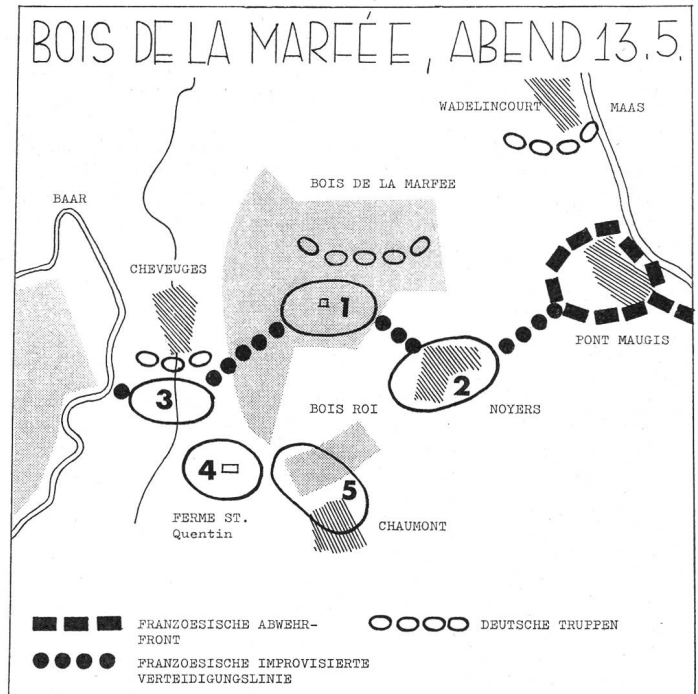 BOIS DE LA MARFÉE, ABEND 13.5.
WADELINCOURT
MAAS
BOIS DE LA MARFEE
BAAR
CHEVEUGES
1
PONT MAUGIS
3
2
BOIS ROI
NOYERS
4
5
FERME ST.
Quentin
CHAUMONT
FRANZOESISCHE ABWEHR-
FRONT
DEUTSCHE TRUPPEN
FRANZOESISCHE IMPROVISIERTE
VERTEIDIGUNGSLINIE